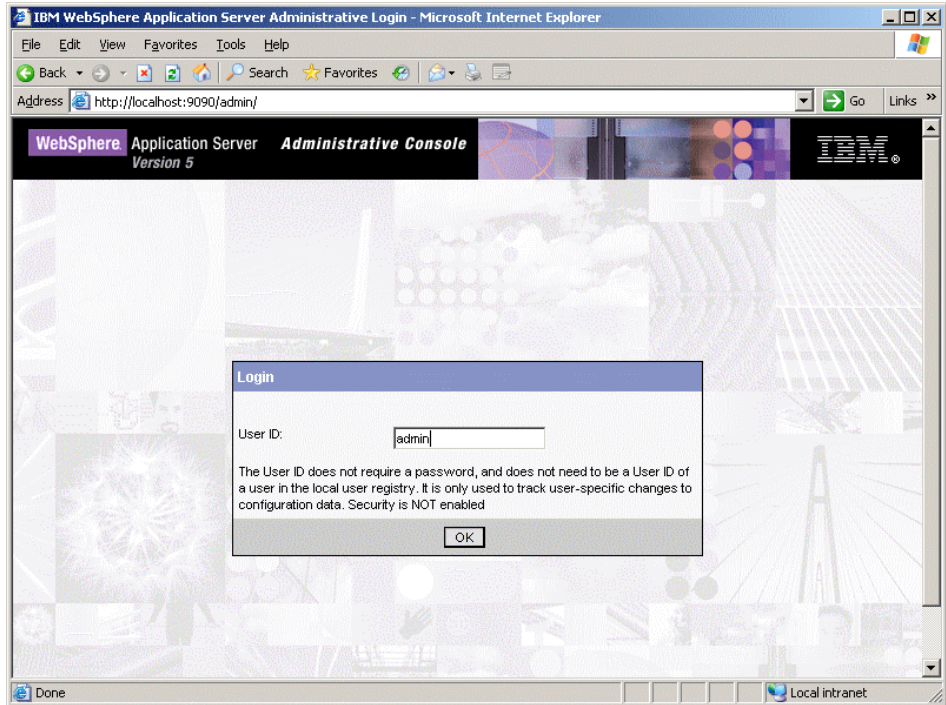 IBM WebSphere Application Server Administrative Login - Microsoft Internet Explorer
File Edit View Favorites Tools Help
Back Search Favorites
Address http://localhost:9090/admin/ Go Links »
WebSphere. Application Server Administrative Console IBM®
Version 5
Login
User ID: admin
The User ID does not require a password, and does not need to be a User ID of
a user in the local user registry. It is only used to track user-specific changes to
configuration data. Security is NOT enabled
OK
Done Local intranet